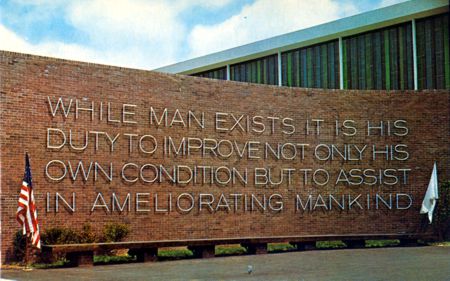 WHILE MAN EXISTS IT IS HIS
DUTY TO IMPROVE NOT ONLY HIS
OWN CONDITION BUT TO ASSIST
IN AMELIORATING MANKIND